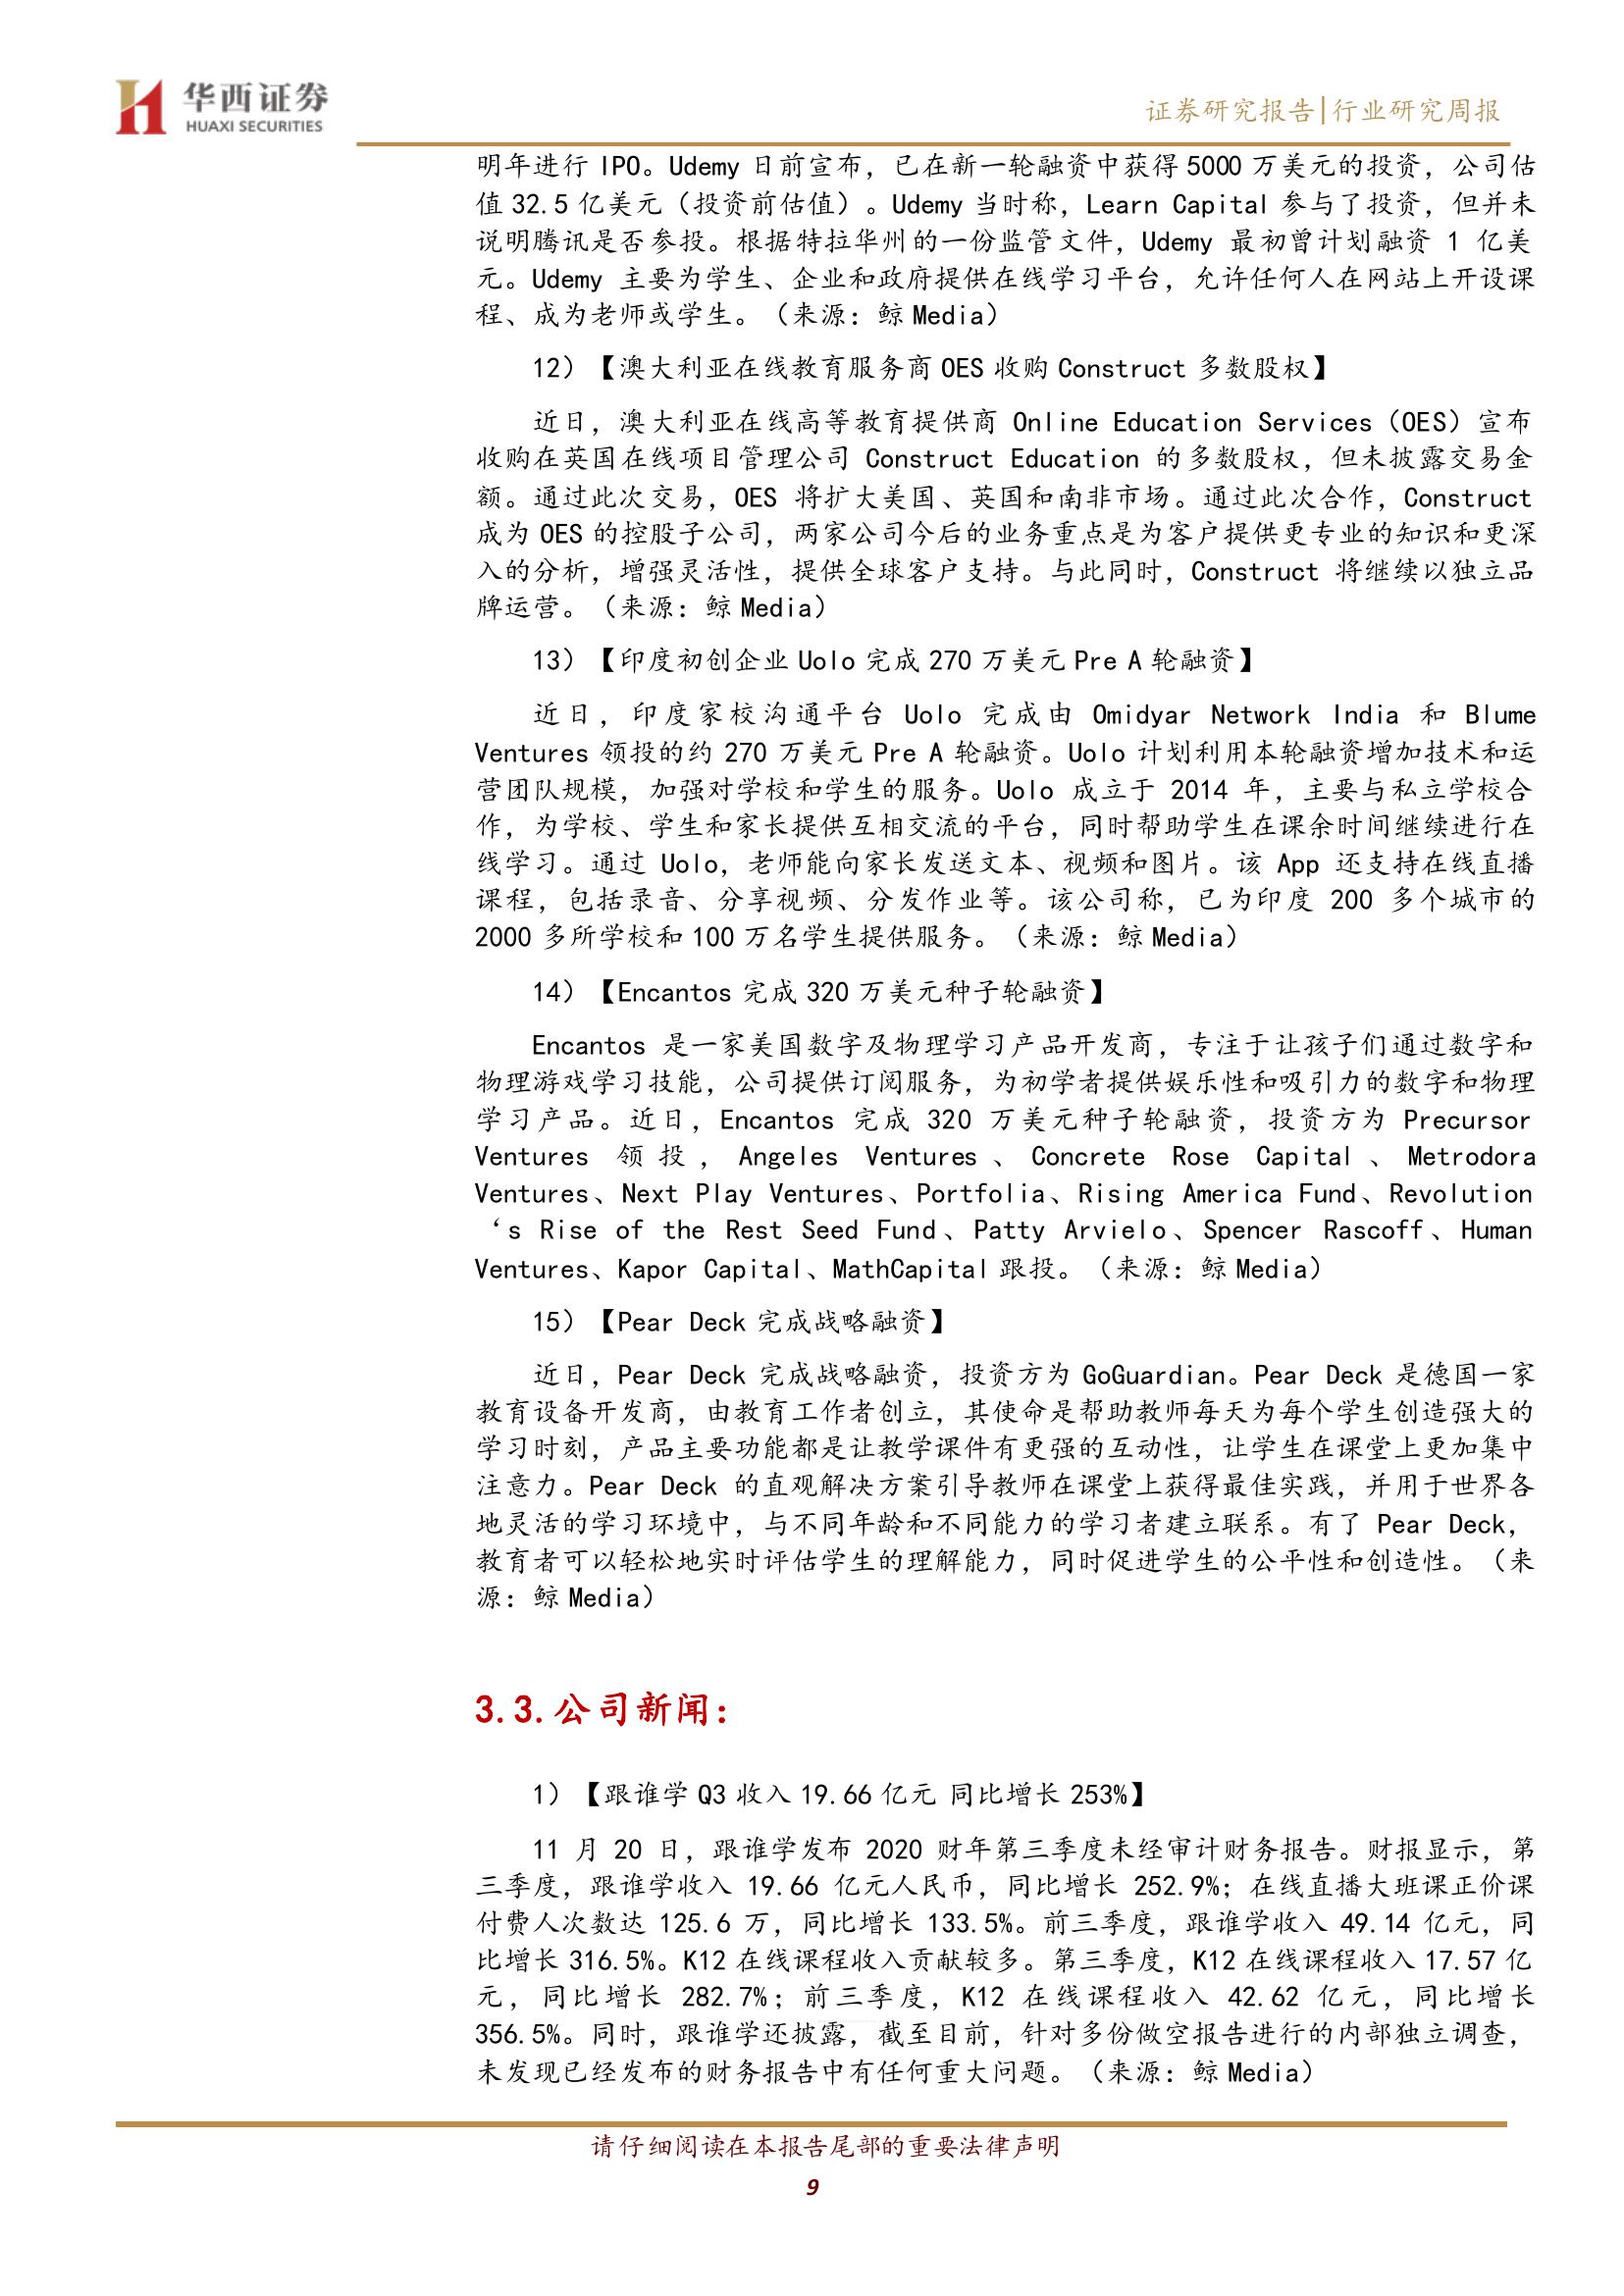 华西证券
HUAXI SECURITIES
证券研究报告|行业研究周报
明年进行 IPO。Udemy 日前宣布，已在新一轮融资中获得 5000 万美元的投资，公司估
值 32.5 亿美元（投资前估值）。Udemy 当时称，Learn Capital 参与了投资，但并未
说明腾讯是否参投。根据特拉华州的一份监管文件，Udemy 最初曾计划融资 1 亿美
元。Udemy 主要为学生、企业和政府提供在线学习平台，允许任何人在网站上开设课
程、成为老师或学生。（来源：鲸 Media）
12）【澳大利亚在线教育服务商 OES 收购 Construct 多数股权】
近日，澳大利亚在线高等教育提供商 Online Education Services（OES）宣布
收购在英国在线项目管理公司 Construct Education 的多数股权，但未披露交易金
额。通过此次交易，OES 将扩大美国、英国和南非市场。通过此次合作，Construct
成为 OES 的控股子公司，两家公司今后的业务重点是为客户提供更专业的知识和更深
入的分析，增强灵活性，提供全球客户支持。与此同时，Construct 将继续以独立品
牌运营。（来源：鲸 Media）
13）【印度初创企业 Uolo 完成 270 万美元 Pre A 轮融资】
近日，印度家校沟通平台 Uolo 完成由 Omidyar Network India 和 Blume
Ventures 领投的约 270 万美元 Pre A 轮融资。Uolo 计划利用本轮融资增加技术和运
营团队规模，加强对学校和学生的服务。Uolo 成立于 2014 年，主要与私立学校合
作，为学校、学生和家长提供互相交流的平台，同时帮助学生在课余时间继续进行在
线学习。通过 Uolo，老师能向家长发送文本、视频和图片。该 App 还支持在线直播
课程，包括录音、分享视频、分发作业等。该公司称，已为印度 200 多个城市的
2000 多所学校和 100 万名学生提供服务。（来源：鲸 Media）
14）【Encantos 完成 320 万美元种子轮融资】
Encantos 是一家美国数字及物理学习产品开发商，专注于让孩子们通过数字和
物理游戏学习技能，公司提供订阅服务，为初学者提供娱乐性和吸引力的数字和物理
学习产品。近日，Encantos 完成 320 万美元种子轮融资，投资方为 Precursor
Ventures 领投，Angeles Ventures、Concrete Rose Capital、Metrodora
Ventures、Next Play Ventures、Portfolia、Rising America Fund、Revolution
‘s Rise of the Rest Seed Fund、Patty Arvielo、Spencer Rascoff、Human
Ventures、Kapor Capital、MathCapital 跟投。（来源：鲸 Media）
15）【Pear Deck 完成战略融资】
近日，Pear Deck 完成战略融资，投资方为 GoGuardian。Pear Deck 是德国一家
教育设备开发商，由教育工作者创立，其使命是帮助教师每天为每个学生创造强大的
学习时刻，产品主要功能都是让教学课件有更强的互动性，让学生在课堂上更加集中
注意力。Pear Deck 的直观解决方案引导教师在课堂上获得最佳实践，并用于世界各
地灵活的学习环境中，与不同年龄和不同能力的学习者建立联系。有了 Pear Deck，
教育者可以轻松地实时评估学生的理解能力，同时促进学生的公平性和创造性。（来
源：鲸 Media）
3.3.公司新闻：
1）【跟谁学 Q3 收入 19.66 亿元 同比增长 253%】
11 月 20 日，跟谁学发布 2020 财年第三季度未经审计财务报告。财报显示，第
三季度，跟谁学收入 19.66 亿元人民币，同比增长 252.9%；在线直播大班课正价课
付费人次数达 125.6 万，同比增长 133.5%。前三季度，跟谁学收入 49.14 亿元，同
比增长 316.5%。K12 在线课程收入贡献较多。第三季度，K12 在线课程收入 17.57 亿
元，同比增长 282.7%；前三季度，K12 在线课程收入 42.62 亿元，同比增长
356.5%。同时，跟谁学还披露，截至目前，针对多份做空报告进行的内部独立调查，
未发现已经发布的财务报告中有任何重大问题。（来源：鲸 Media）
请仔细阅读在本报告尾部的重要法律声明
9